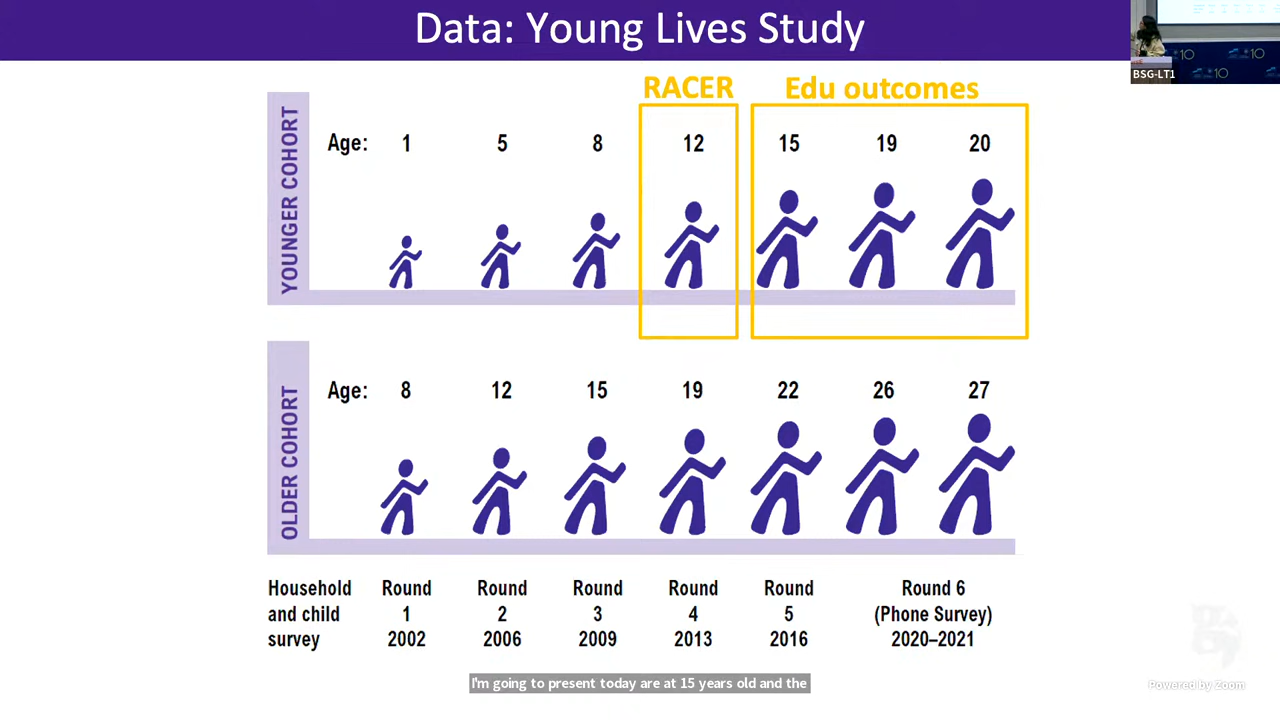 Data: Young Lives Study
BSG-LT1
10
10
RACER
Edu outcomes
YOUNGER COHORT
Age: 1 5 8 12 15 19 20
OLDER COHORT
Age: 8 12 15 19 22 26 27
Household and child survey
Round 1 2002
Round 2 2006
Round 3 2009
Round 4 2013
Round 5 2016
Round 6 (Phone Survey) 2020–2021
I'm going to present today are at 15 years old and the
Powered by Zoom